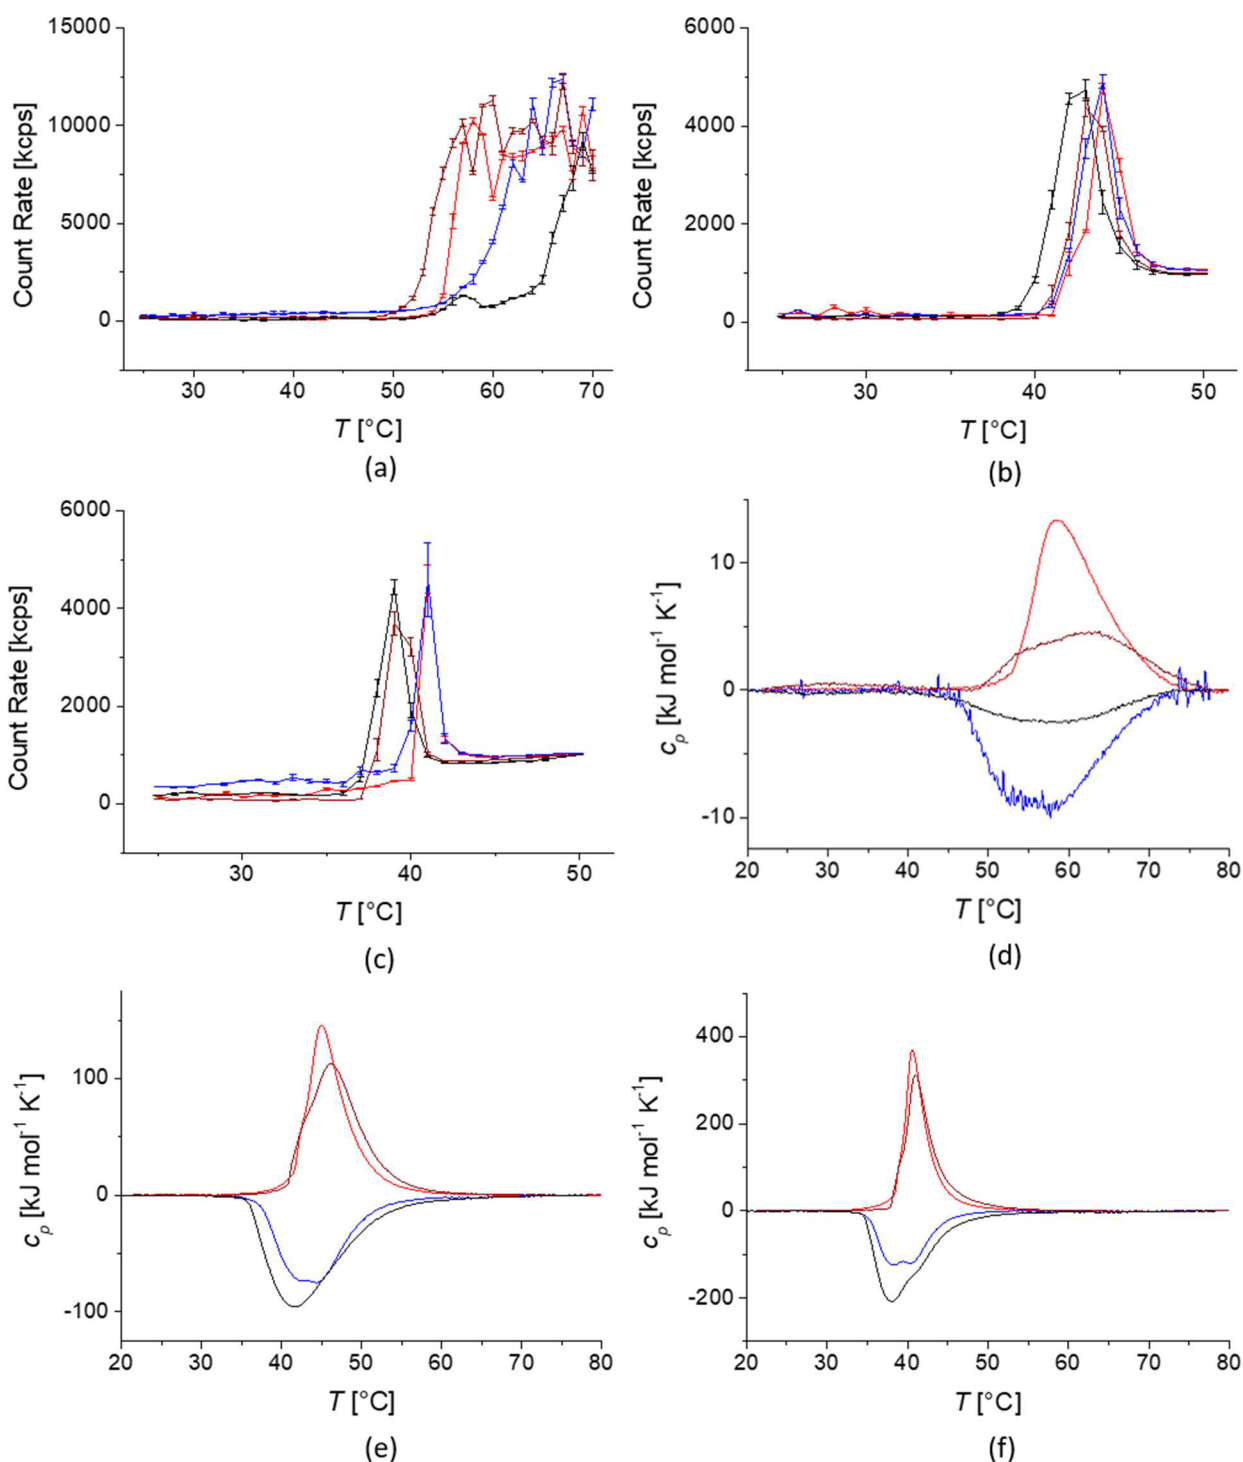 15000
10000
5000
0
Count Rate [kcps]
30 40 50 60 70
T [°C]
(a)
6000
4000
2000
0
Count Rate [kcps]
30 40 50
T [°C]
(b)
6000
4000
2000
0
Count Rate [kcps]
30 40 50
T [°C]
(c)
10
0
-10
cₚ [kJ mol⁻¹ K⁻¹]
20 30 40 50 60 70 80
T [°C]
(d)
100
0
-100
cₚ [kJ mol⁻¹ K⁻¹]
20 30 40 50 60 70 80
T [°C]
(e)
400
200
0
-200
cₚ [kJ mol⁻¹ K⁻¹]
20 30 40 50 60 70 80
T [°C]
(f)